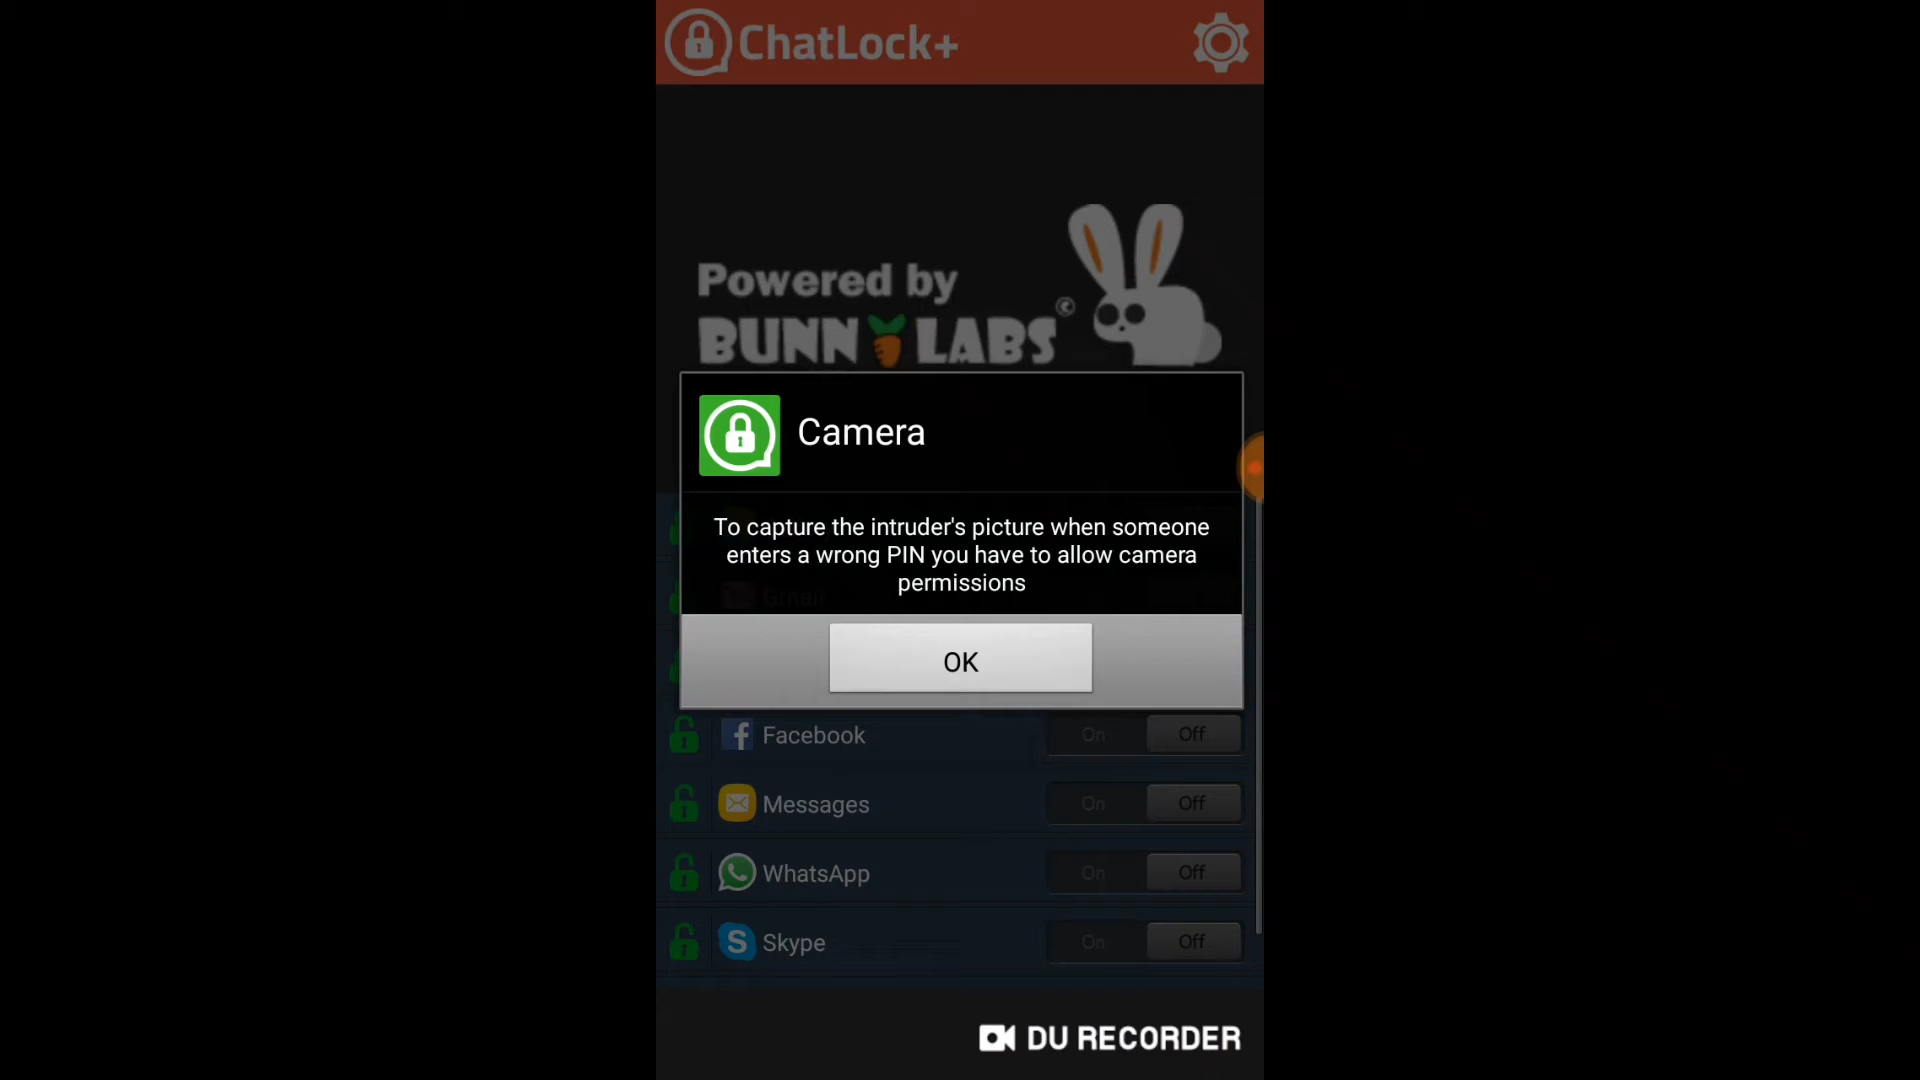 ChatLock+
Powered by
BUNNY LABS©
Camera
To capture the intruder's picture when someone
enters a wrong PIN you have to allow camera
permissions
Gmail
OK
Facebook On Off
Messages On Off
WhatsApp On Off
Skype On Off
DU RECORDER